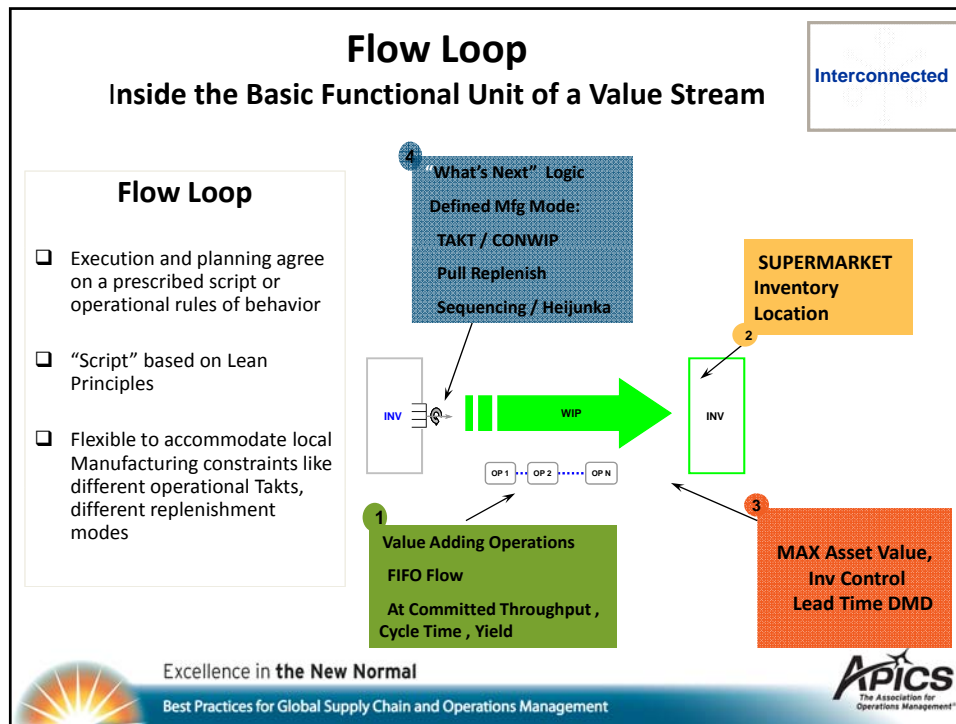 Flow Loop
Inside the Basic Functional Unit of a Value Stream
Interconnected
Flow Loop
Execution and planning agree
on a prescribed script or
operational rules of behavior
“Script” based on Lean
Principles
Flexible to accommodate local
Manufacturing constraints like
different operational Takts,
different replenishment
modes
4
“What’s Next” Logic
Defined Mfg Mode:
TAKT / CONWIP
Pull Replenish
Sequencing / Heijunka
SUPERMARKET
Inventory
Location
2
INV
WIP
INV
OP 1
OP 2
OP N
1
Value Adding Operations
FIFO Flow
At Committed Throughput ,
Cycle Time , Yield
3
MAX Asset Value,
Inv Control
Lead Time DMD
Excellence in the New Normal
Best Practices for Global Supply Chain and Operations Management
APICS
The Association for
Operations Management®